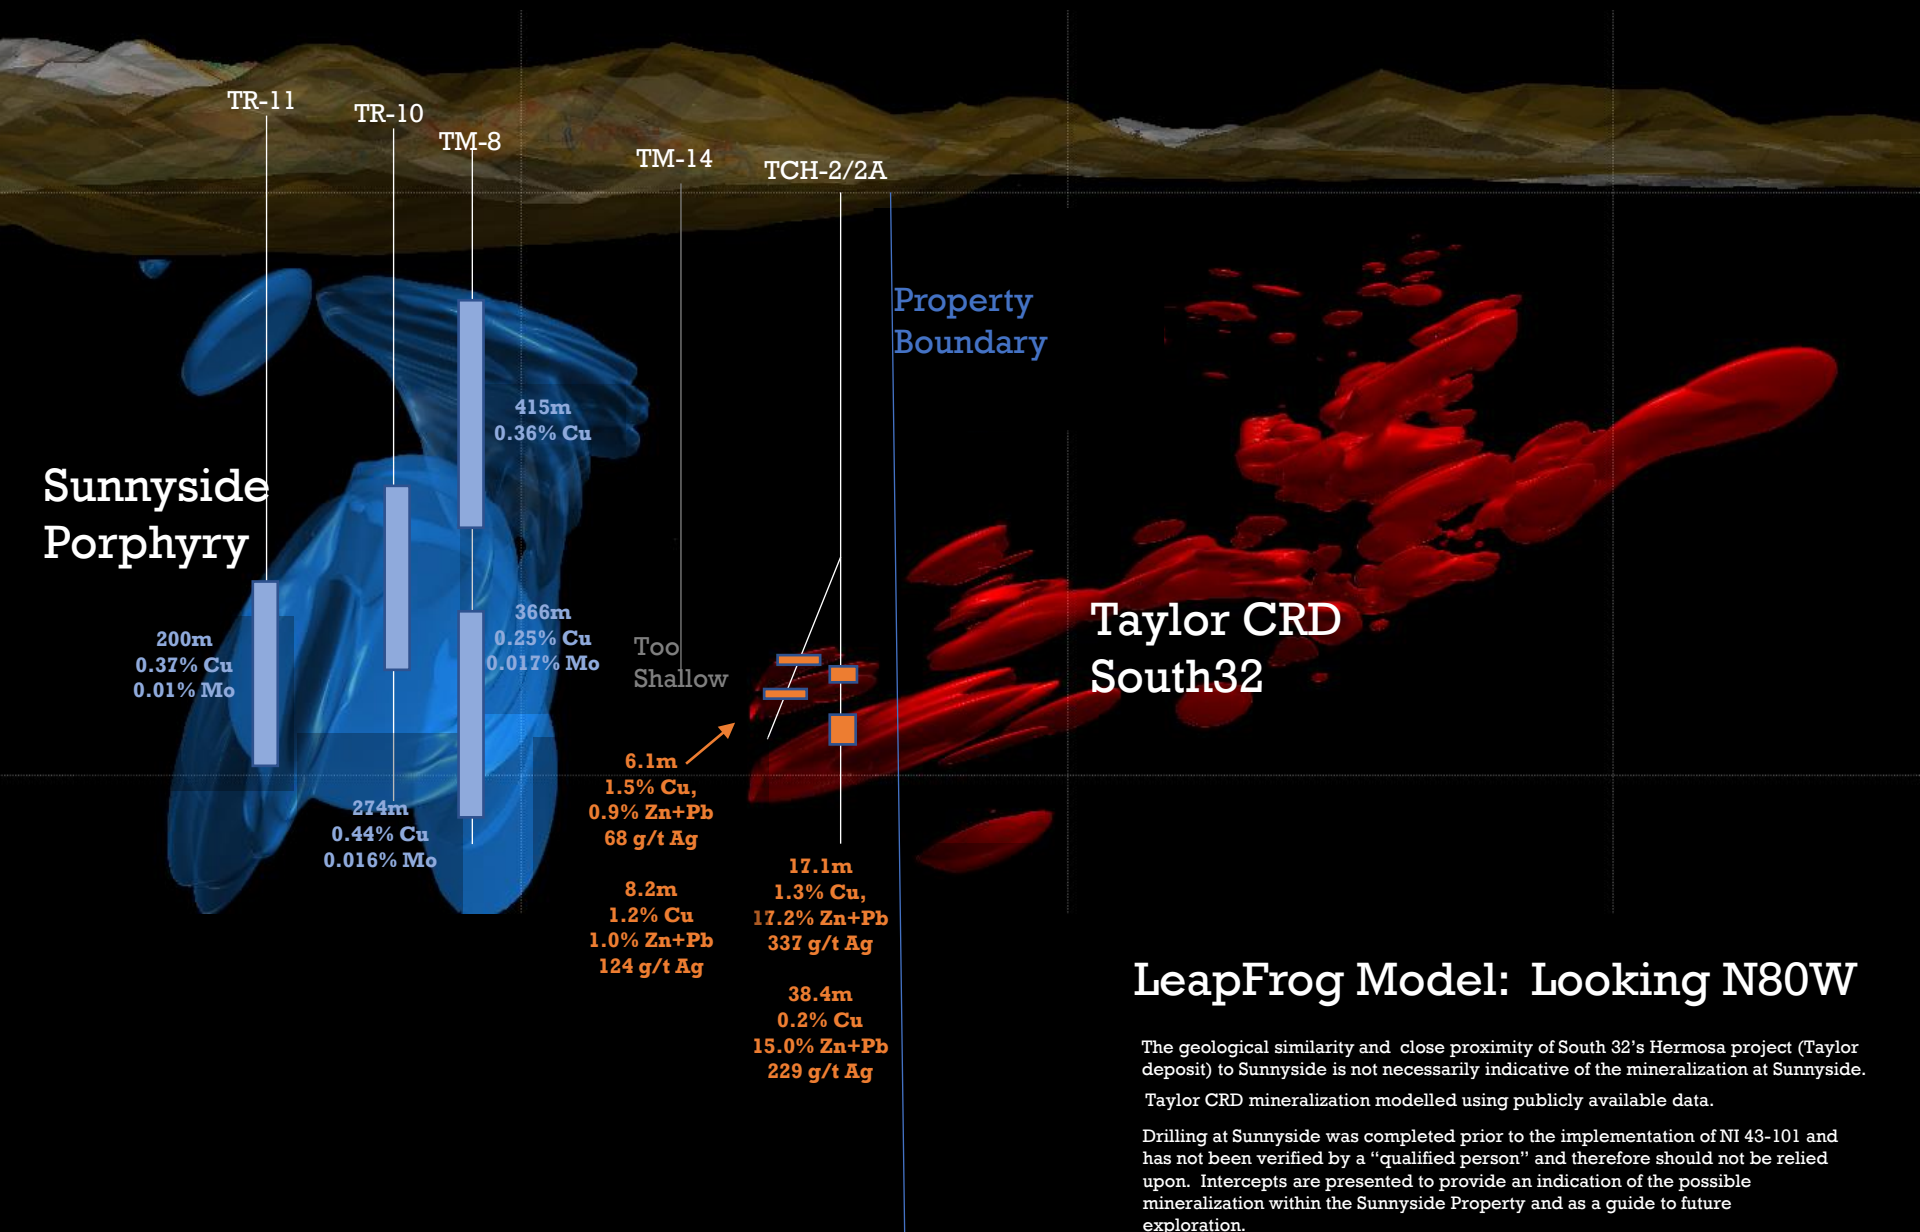 TR-11
TR-10
TM-8
TM-14
TCH-2/2A
Property
Boundary
415m
0.36% Cu
Sunnyside
Porphyry
200m
0.37% Cu
0.01% Mo
366m
0.25% Cu
0.017% Mo
Too
Shallow
Taylor CRD
South32
274m
0.44% Cu
0.016% Mo
6.1m
1.5% Cu,
0.9% Zn+Pb
68 g/t Ag
8.2m
1.2% Cu
1.0% Zn+Pb
124 g/t Ag
17.1m
1.3% Cu,
17.2% Zn+Pb
337 g/t Ag
38.4m
0.2% Cu
15.0% Zn+Pb
229 g/t Ag
LeapFrog Model: Looking N80W
The geological similarity and close proximity of South 32’s Hermosa project (Taylor
deposit) to Sunnyside is not necessarily indicative of the mineralization at Sunnyside.
Taylor CRD mineralization modelled using publicly available data.
Drilling at Sunnyside was completed prior to the implementation of NI 43-101 and
has not been verified by a “qualified person” and therefore should not be relied
upon. Intercepts are presented to provide an indication of the possible
mineralization within the Sunnyside Property and as a guide to future
exploration.